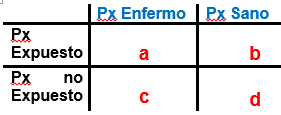 Px Enfermo Px Sano
Px
Expuesto a b
Px no
Expuesto c d